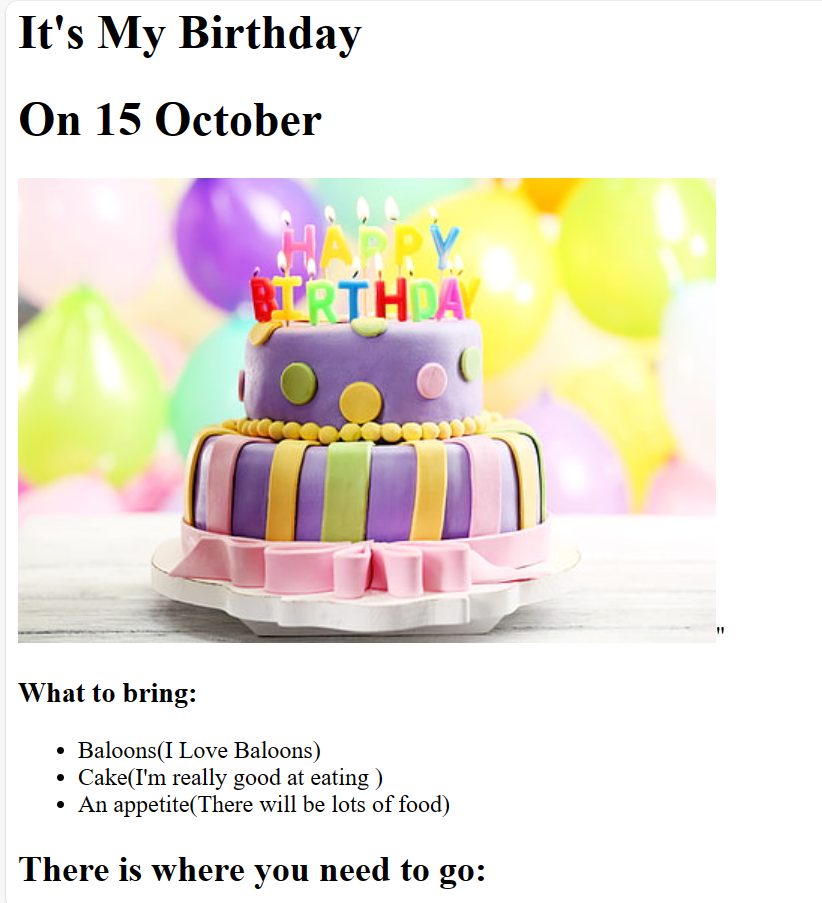 It's My Birthday
On 15 October
HAPPY
BIRTHDAY
"
What to bring:
Baloons(I Love Baloons)
Cake(I'm really good at eating )
An appetite(There will be lots of food)
There is where you need to go: